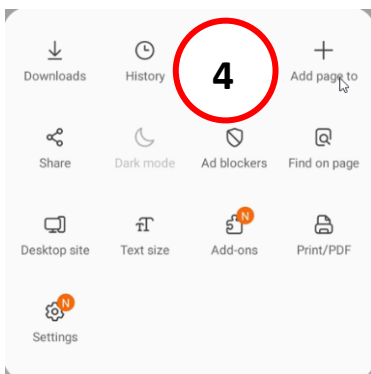 Downloads History 4 Add page to
Share Dark mode Ad blockers Find on page
N
Desktop site Text size Add-ons Print/PDF
N
Settings